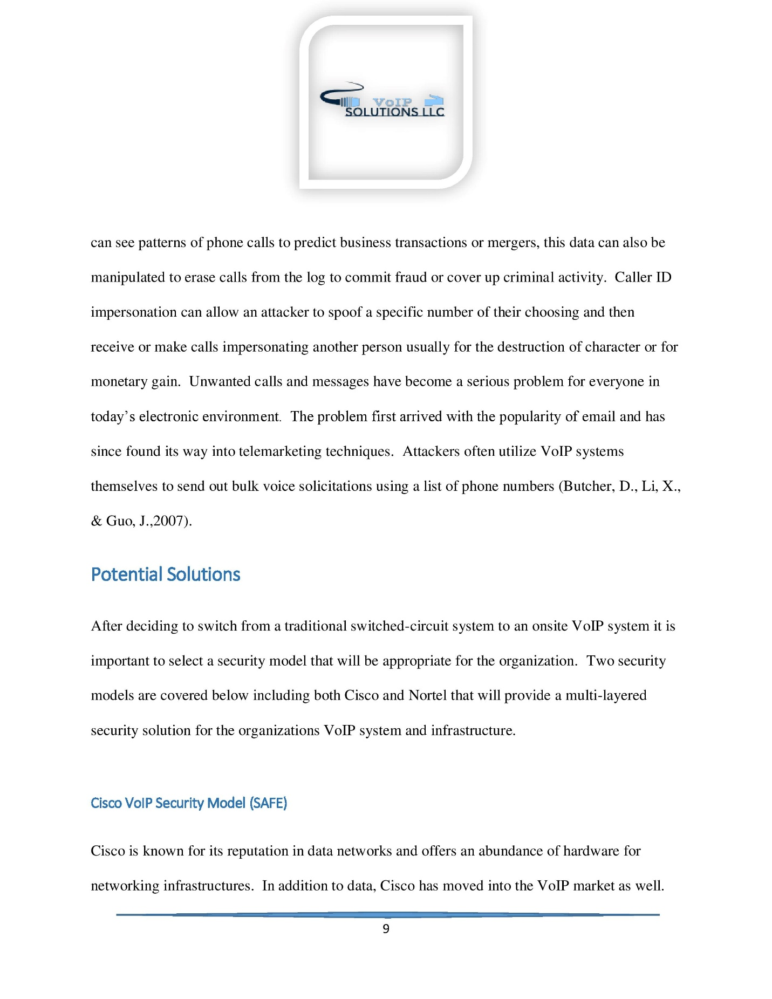 VoIP
SOLUTIONS LLC
can see patterns of phone calls to predict business transactions or mergers, this data can also be
manipulated to erase calls from the log to commit fraud or cover up criminal activity.  Caller ID
impersonation can allow an attacker to spoof a specific number of their choosing and then
receive or make calls impersonating another person usually for the destruction of character or for
monetary gain.  Unwanted calls and messages have become a serious problem for everyone in
today’s electronic environment.  The problem first arrived with the popularity of email and has
since found its way into telemarketing techniques.  Attackers often utilize VoIP systems
themselves to send out bulk voice solicitations using a list of phone numbers (Butcher, D., Li, X.,
& Guo, J.,2007).
Potential Solutions
After deciding to switch from a traditional switched-circuit system to an onsite VoIP system it is
important to select a security model that will be appropriate for the organization.  Two security
models are covered below including both Cisco and Nortel that will provide a multi-layered
security solution for the organizations VoIP system and infrastructure.
Cisco VoIP Security Model (SAFE)
Cisco is known for its reputation in data networks and offers an abundance of hardware for
networking infrastructures.  In addition to data, Cisco has moved into the VoIP market as well.
9